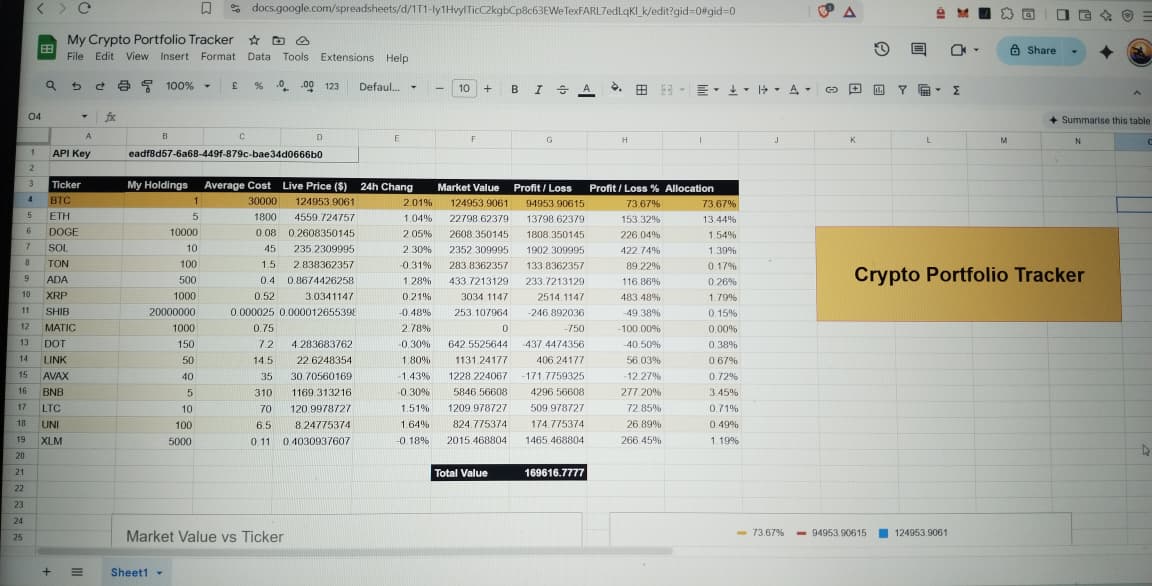 docs.google.com/spreadsheets/d/1T1-ly1HvylTicC2kgbCp8c63EWeTexFARL7edLqKl_k/edit?gid=0#gid=0
My Crypto Portfolio Tracker
File Edit View Insert Format Data Tools Extensions Help
Share
100% £ % .0 .00 123 Defaul... − 10 + B I A
O4 fx
Summarise this table
A B C D E F G H I J K L M N
1 API Key eadf8d57-6a68-449f-879c-bae34d0666b0
2
3 Ticker My Holdings Average Cost Live Price ($) 24h Chang Market Value Profit / Loss Profit / Loss % Allocation
4 BTC 1 30000 124953.9061 2.01% 124953.9061 94953.90615 73.67% 73.67%
5 ETH 5 1800 4559.724757 1.04% 22798.62379 13798.62379 153.32% 13.44%
6 DOGE 10000 0.08 0.2608350145 2.05% 2608.350145 1808.350145 226.04% 1.54%
7 SOL 10 45 235.2309995 2.30% 2352.309995 1902.309995 422.74% 1.39%
8 TON 100 1.5 2.838362357 -0.31% 283.8362357 133.8362357 89.22% 0.17%
9 ADA 500 0.4 0.8674426258 1.28% 433.7213129 233.7213129 116.86% 0.26%
10 XRP 1000 0.52 3.0341147 0.21% 3034.1147 2514.1147 483.48% 1.79%
11 SHIB 20000000 0.000025 0.00001265539 -0.48% 253.107964 -246.892036 -49.38% 0.15%
12 MATIC 1000 0.75 2.78% 0 -750 -100.00% 0.00%
13 DOT 150 7.2 4.283683762 -0.30% 642.5525644 -437.4474356 -40.50% 0.38%
14 LINK 50 14.5 22.6248354 1.80% 1131.24177 406.24177 56.03% 0.67%
15 AVAX 40 35 30.70560169 -1.43% 1228.224067 -171.7759325 -12.27% 0.72%
16 BNB 5 310 1169.313216 -0.30% 5846.56608 4296.56608 277.20% 3.45%
17 LTC 10 70 120.9978727 1.51% 1209.978727 509.978727 72.85% 0.71%
18 UNI 100 6.5 8.24775374 1.64% 824.775374 174.775374 26.89% 0.49%
19 XLM 5000 0.11 0.4030937607 -0.18% 2015.468804 1465.468804 266.45% 1.19%
Crypto Portfolio Tracker
20
21 Total Value 169616.7777
22
23
24
25 Market Value vs Ticker 73.67% 94953.90615 124953.9061
+ Sheet1